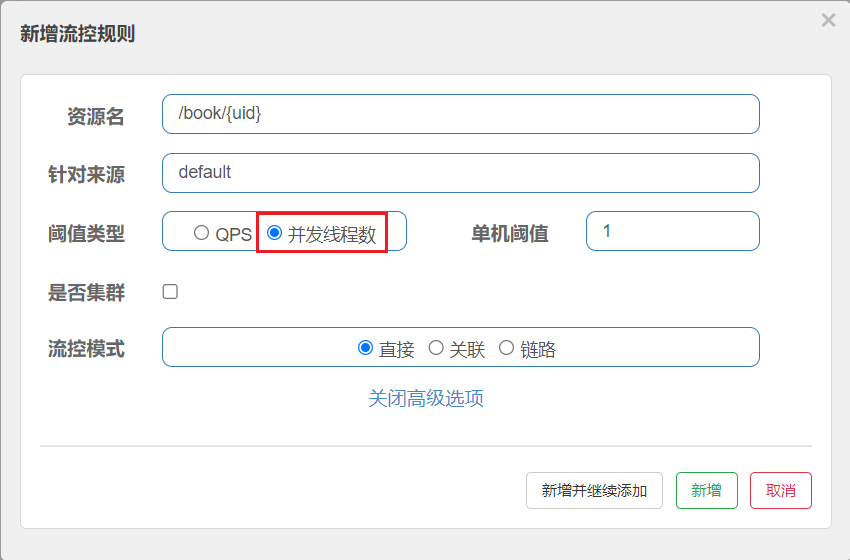 新增流控规则 ×
资源名 /book/{uid}
针对来源 default
阈值类型 QPS 并发线程数 单机阈值 1
是否集群
流控模式 直接 关联 链路
关闭高级选项
新增并继续添加 新增 取消